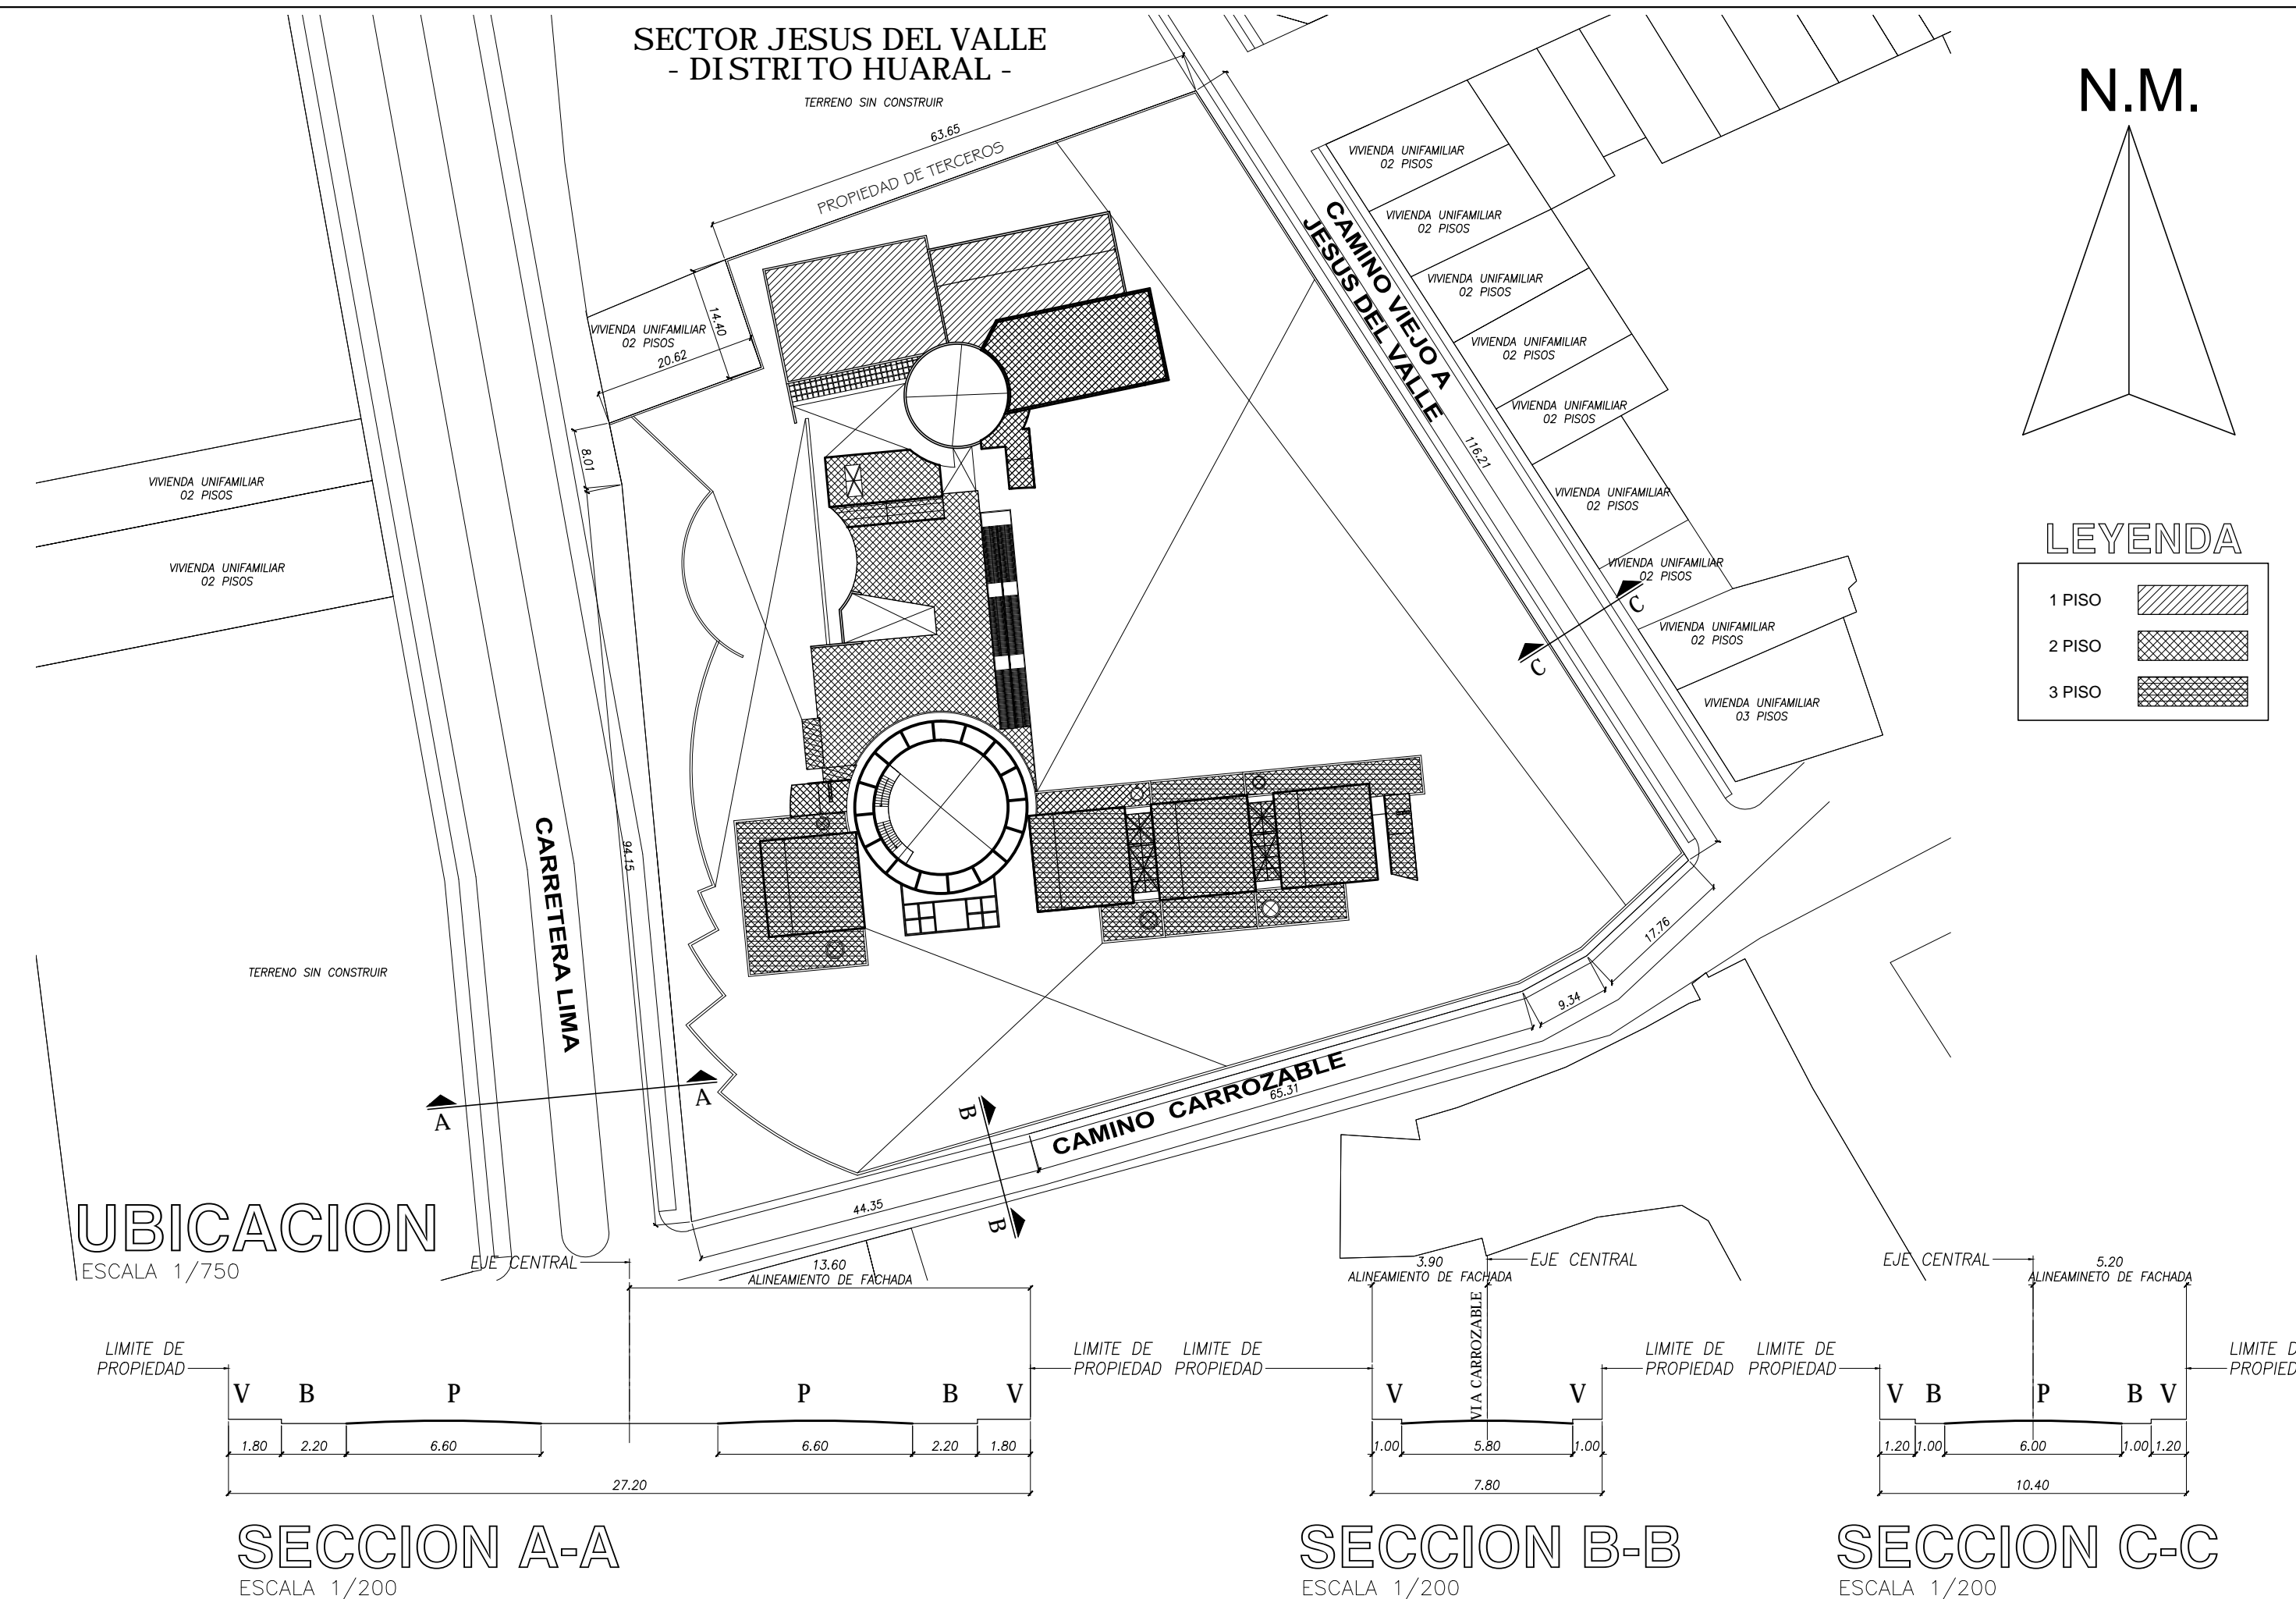 SECTOR JESUS DEL VALLE
- DISTRITO HUARAL -
TERRENO SIN CONSTRUIR
63.65
PROPIEDAD DE TERCEROS
N.M.
VIVIENDA UNIFAMILIAR
02 PISOS
VIVIENDA UNIFAMILIAR
02 PISOS
VIVIENDA UNIFAMILIAR
02 PISOS
VIVIENDA UNIFAMILIAR
02 PISOS
VIVIENDA UNIFAMILIAR
02 PISOS
VIVIENDA UNIFAMILIAR
02 PISOS
VIVIENDA UNIFAMILIAR
02 PISOS
VIVIENDA UNIFAMILIAR
02 PISOS
VIVIENDA UNIFAMILIAR
03 PISOS
CAMINO VIEJO A
JESUS DEL VALLE
116.21
C
C
VIVIENDA UNIFAMILIAR
02 PISOS
14.40
20.62
8.01
VIVIENDA UNIFAMILIAR
02 PISOS
VIVIENDA UNIFAMILIAR
02 PISOS
LEYENDA
1 PISO
2 PISO
3 PISO
94.15
CARRETERA LIMA
TERRENO SIN CONSTRUIR
17.76
9.34
A
A
B
B
CAMINO CARROZABLE
65.31
44.35
UBICACION
ESCALA 1/750
EJE CENTRAL
13.60
ALINEAMIENTO DE FACHADA
LIMITE DE
PROPIEDAD
LIMITE DE
PROPIEDAD
V B P P B V
1.80 2.20 6.60 6.60 2.20 1.80
27.20
SECCION A-A
ESCALA 1/200
3.90
ALINEAMIENTO DE FACHADA
EJE CENTRAL
LIMITE DE
PROPIEDAD
LIMITE DE
PROPIEDAD
VIA CARROZABLE
V V
1.00 5.80 1.00
7.80
SECCION B-B
ESCALA 1/200
EJE CENTRAL
5.20
ALINEAMINETO DE FACHADA
LIMITE DE
PROPIEDAD
LIMITE D
PROPIED
V B P B V
1.20 1.00 6.00 1.00 1.20
10.40
SECCION C-C
ESCALA 1/200